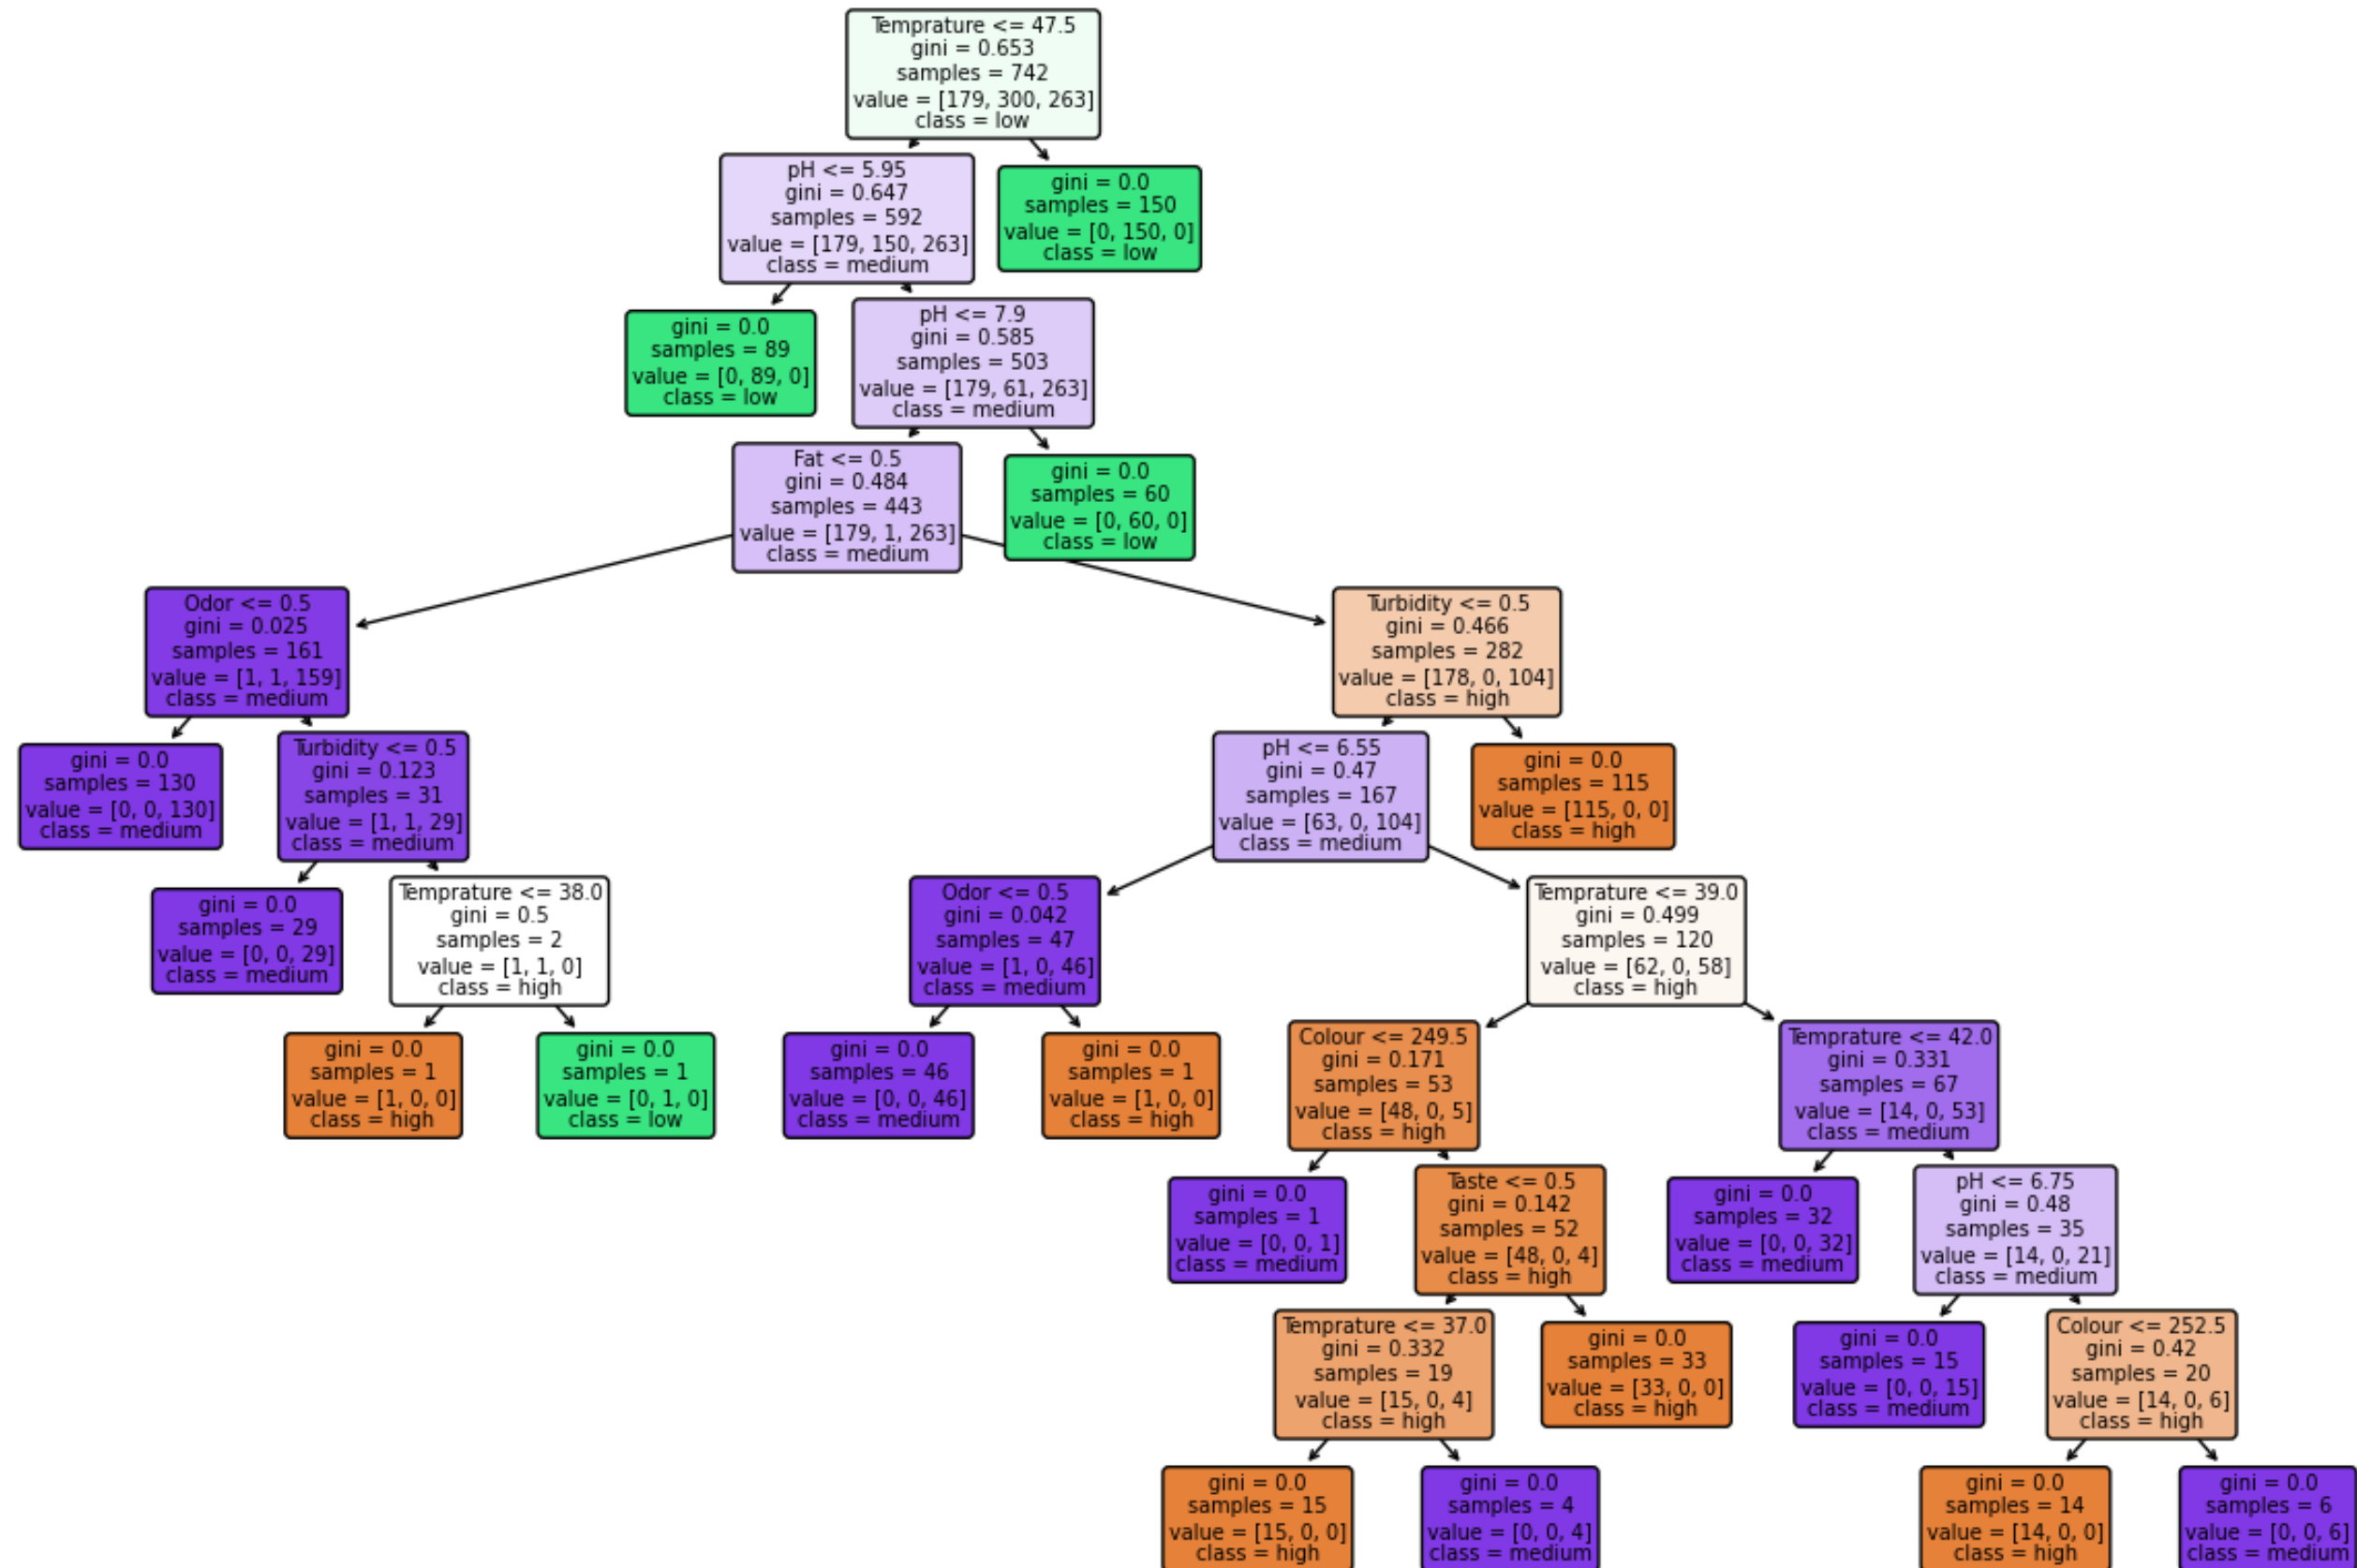 Temprature <= 47.5
gini = 0.653
samples = 742
value = [179, 300, 263]
class = low
pH <= 5.95
gini = 0.647
samples = 592
value = [179, 150, 263]
class = medium
gini = 0.0
samples = 150
value = [0, 150, 0]
class = low
gini = 0.0
samples = 89
value = [0, 89, 0]
class = low
pH <= 7.9
gini = 0.585
samples = 503
value = [179, 61, 263]
class = medium
Fat <= 0.5
gini = 0.484
samples = 443
value = [179, 1, 263]
class = medium
gini = 0.0
samples = 60
value = [0, 60, 0]
class = low
Odor <= 0.5
gini = 0.025
samples = 161
value = [1, 1, 159]
class = medium
Turbidity <= 0.5
gini = 0.466
samples = 282
value = [178, 0, 104]
class = high
gini = 0.0
samples = 130
value = [0, 0, 130]
class = medium
Turbidity <= 0.5
gini = 0.123
samples = 31
value = [1, 1, 29]
class = medium
pH <= 6.55
gini = 0.47
samples = 167
value = [63, 0, 104]
class = medium
gini = 0.0
samples = 115
value = [115, 0, 0]
class = high
gini = 0.0
samples = 29
value = [0, 0, 29]
class = medium
Temprature <= 38.0
gini = 0.5
samples = 2
value = [1, 1, 0]
class = high
Odor <= 0.5
gini = 0.042
samples = 47
value = [1, 0, 46]
class = medium
Temprature <= 39.0
gini = 0.499
samples = 120
value = [62, 0, 58]
class = high
gini = 0.0
samples = 1
value = [1, 0, 0]
class = high
gini = 0.0
samples = 1
value = [0, 1, 0]
class = low
gini = 0.0
samples = 46
value = [0, 0, 46]
class = medium
gini = 0.0
samples = 1
value = [1, 0, 0]
class = high
Colour <= 249.5
gini = 0.171
samples = 53
value = [48, 0, 5]
class = high
Temprature <= 42.0
gini = 0.331
samples = 67
value = [14, 0, 53]
class = medium
gini = 0.0
samples = 1
value = [0, 0, 1]
class = medium
Taste <= 0.5
gini = 0.142
samples = 52
value = [48, 0, 4]
class = high
gini = 0.0
samples = 32
value = [0, 0, 32]
class = medium
pH <= 6.75
gini = 0.48
samples = 35
value = [14, 0, 21]
class = medium
Temprature <= 37.0
gini = 0.332
samples = 19
value = [15, 0, 4]
class = high
gini = 0.0
samples = 33
value = [33, 0, 0]
class = high
gini = 0.0
samples = 15
value = [0, 0, 15]
class = medium
Colour <= 252.5
gini = 0.42
samples = 20
value = [14, 0, 6]
class = high
gini = 0.0
samples = 15
value = [15, 0, 0]
class = high
gini = 0.0
samples = 4
value = [0, 0, 4]
class = medium
gini = 0.0
samples = 14
value = [14, 0, 0]
class = high
gini = 0.0
samples = 6
value = [0, 0, 6]
class = medium